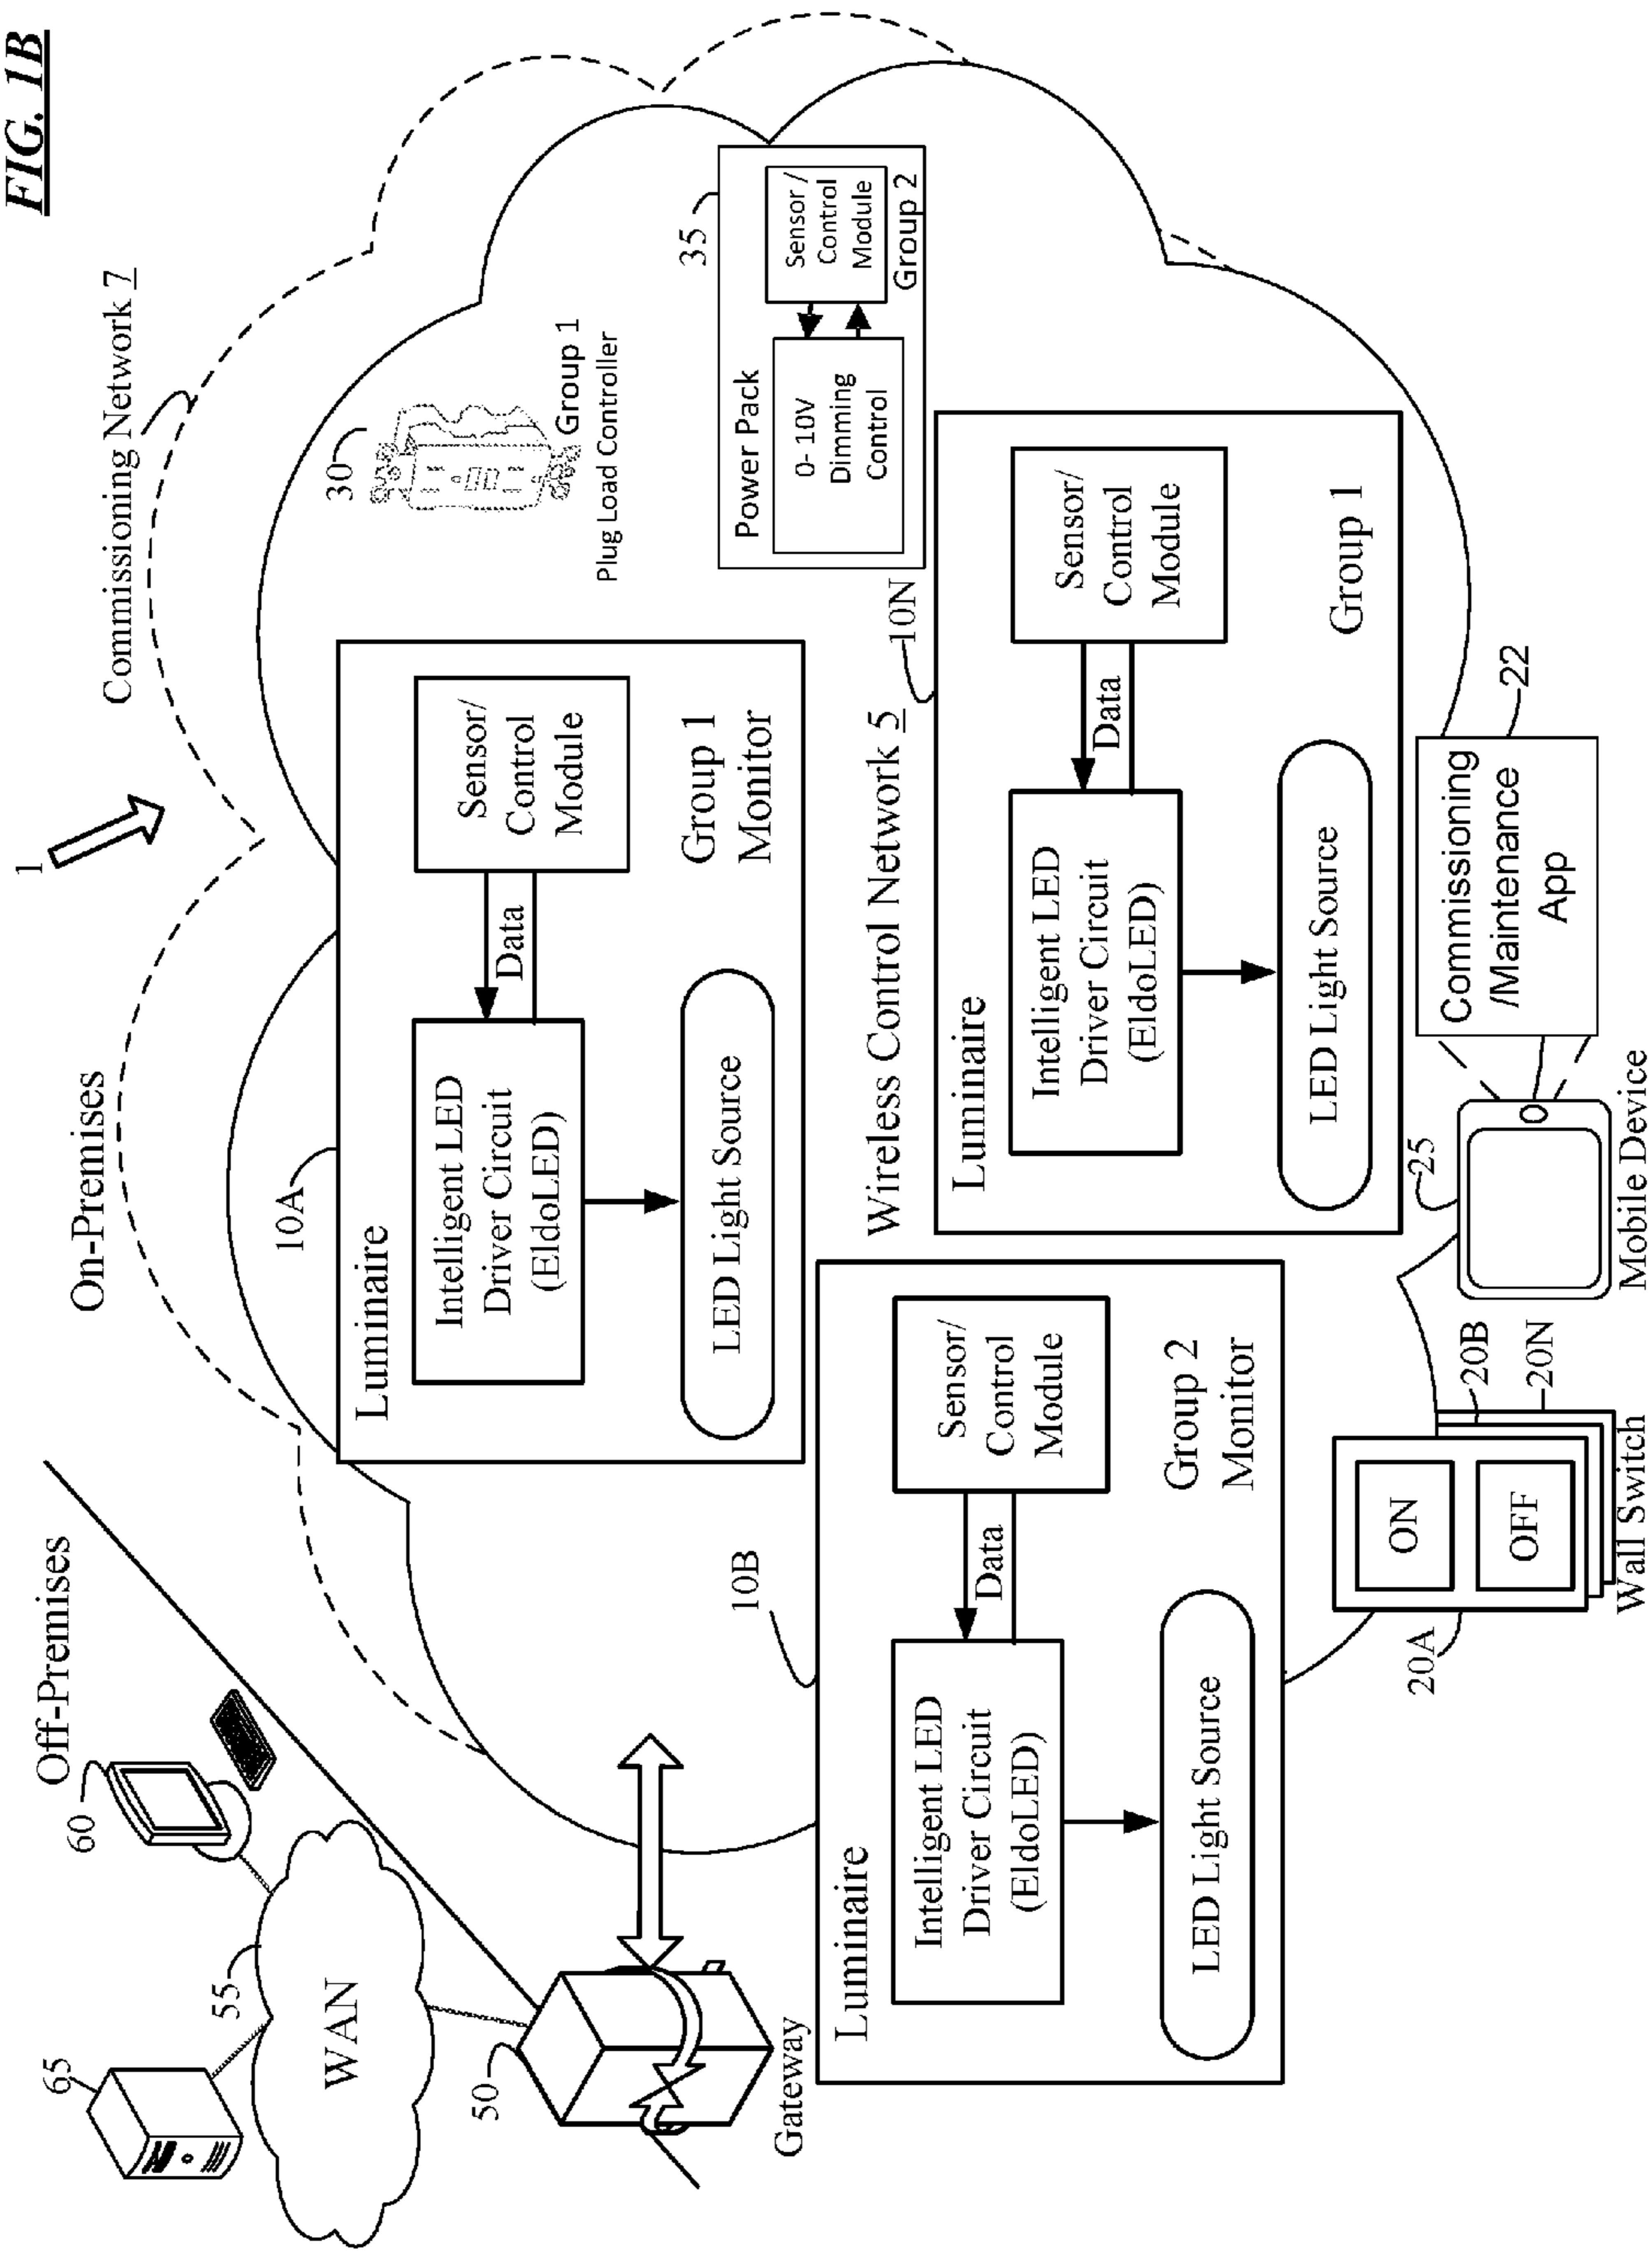 FIG. 1B
1
Commissioning Network 7
On-Premises
Off-Premises
65
60
55
WAN
50
Gateway
10A
Luminaire
Intelligent LED
Driver Circuit
(EldoLED)
Data
Sensor/
Control
Module
LED Light Source
Group 1
Monitor
30
Group 1
Plug Load Controller
35
Power Pack
0- 10V
Dimming
Control
Sensor /
Control
Module
Group 2
10B
Luminaire
Intelligent LED
Driver Circuit
(EldoLED)
Data
Sensor/
Control
Module
LED Light Source
Group 2
Monitor
Wireless Control Network 5
10N
Luminaire
Intelligent LED
Driver Circuit
(EldoLED)
Data
Sensor/
Control
Module
LED Light Source
Group 1
20A
ON
OFF
20B
20N
Wall Switch
25
Mobile Device
Commissioning
/Maintenance
App
22